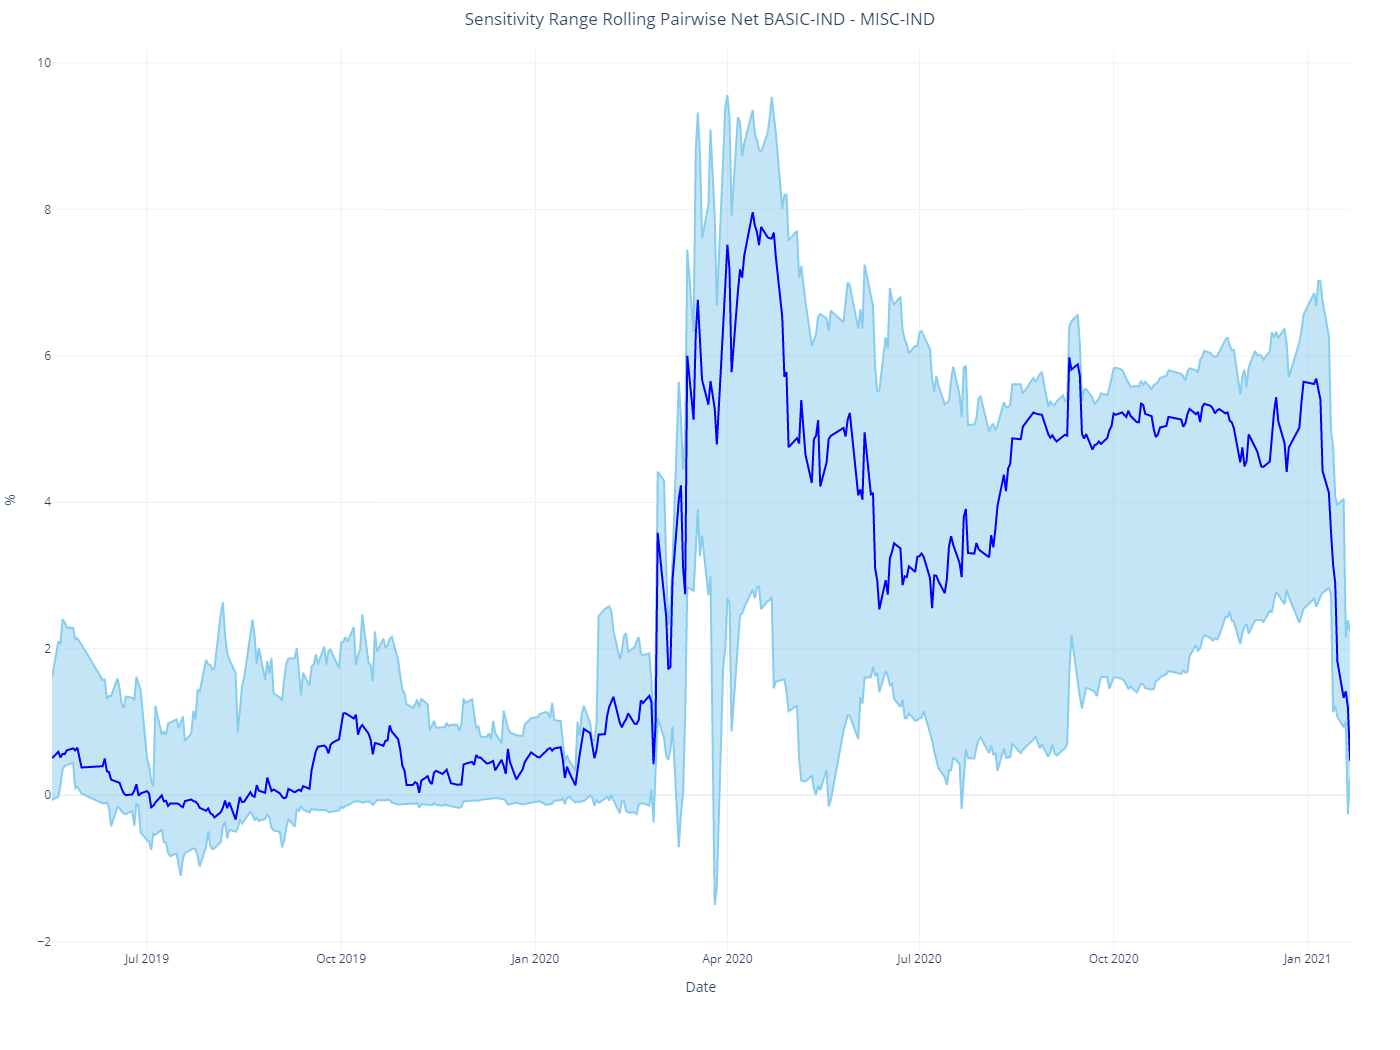 Sensitivity Range Rolling Pairwise Net BASIC-IND - MISC-IND
10
8
6
4
2
0
−2
%
Jul 2019
Oct 2019
Jan 2020
Apr 2020
Jul 2020
Oct 2020
Jan 2021
Date